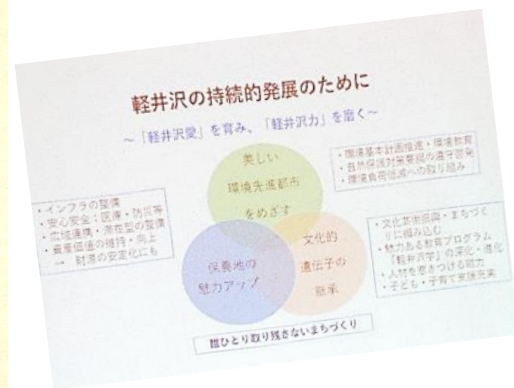 軽井沢の持続的発展のために
~「軽井沢愛」を育み、「軽井沢力」を磨く~
美しい
環境先進都市
をめざす
・環境基本計画推進・環境教育
・自然保護対策要綱の遵守啓発
・環境負荷低減への取り組み
・インフラの整備
・安心安全：医療・防災等
・広域連携・滞在型の整備
・資産価値の維持・向上
→ 財源の安定化にも
保養地の
魅力アップ
文化的
遺伝子の
継承
・文化芸術振興・まちづく
りに組み込む
・魅力ある教育プログラム
「軽井沢学」の深化・進化
・人材を惹きつける魅力
・子ども・子育て支援充実
誰ひとり取り残さないまちづくり